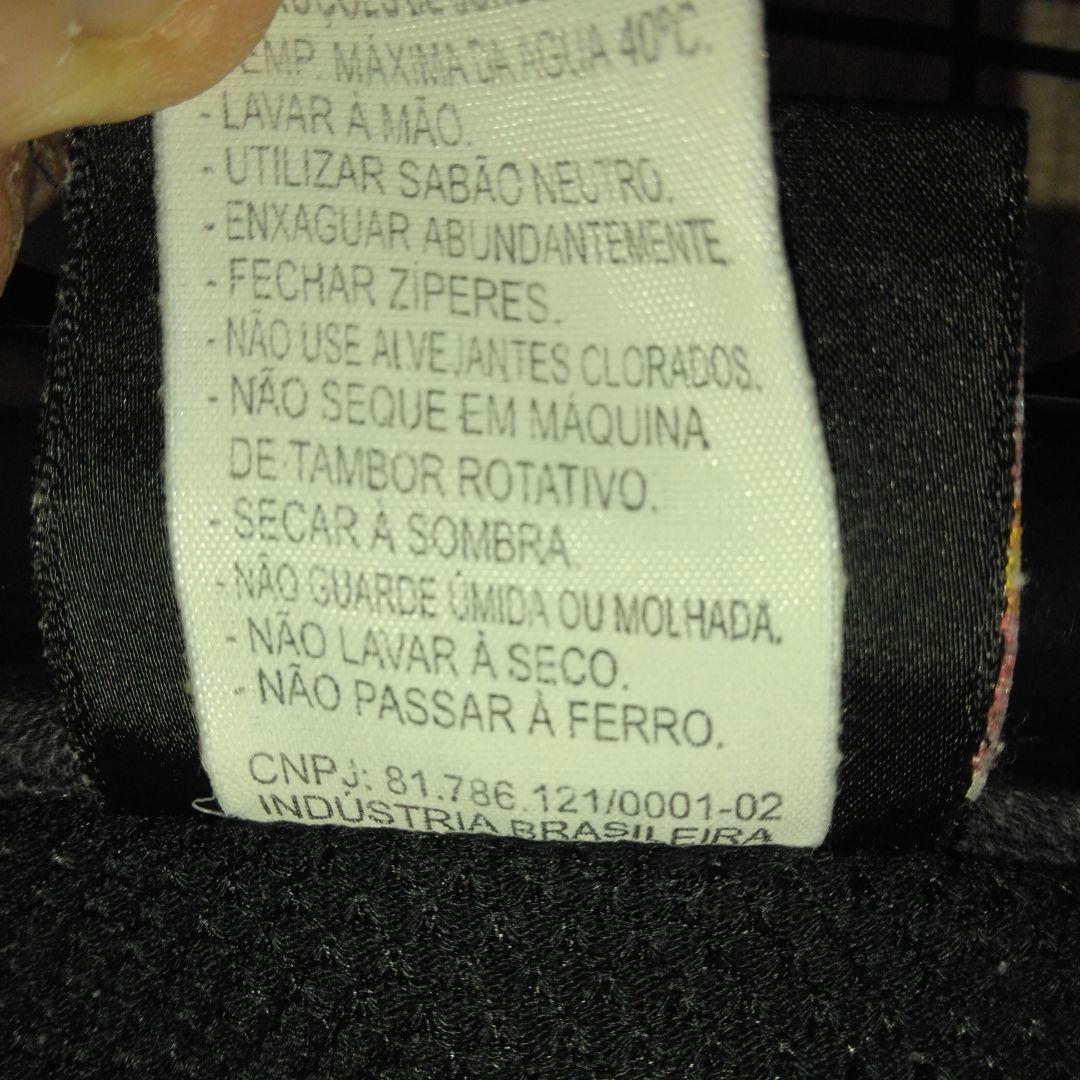 TEMP. MÁXIMA DA ÁGUA 40ºC.
- LAVAR À MÃO.
- UTILIZAR SABÃO NEUTRO.
- ENXAGUAR ABUNDANTEMENTE.
- FECHAR ZÍPERES.
- NÃO USE ALVEJANTES CLORADOS.
- NÃO SEQUE EM MÁQUINA
DE TAMBOR ROTATIVO.
- SECAR À SOMBRA
- NÃO GUARDE ÚMIDA OU MOLHADA.
- NÃO LAVAR À SECO.
- NÃO PASSAR À FERRO.
CNPJ: 81.786.121/0001-02
INDÚSTRIA BRASILEIRA